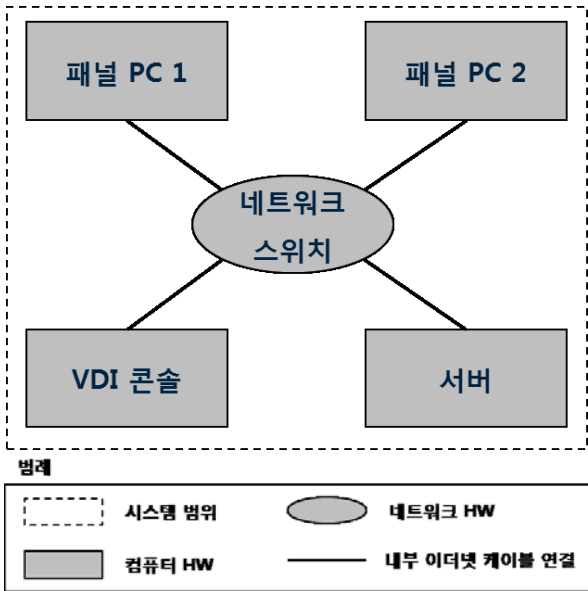 패널 PC 1
패널 PC 2
네트워크
스위치
VDI 콘솔
서버
범례
시스템 범위
네트워크 HW
컴퓨터 HW
내부 이더넷 케이블 연결